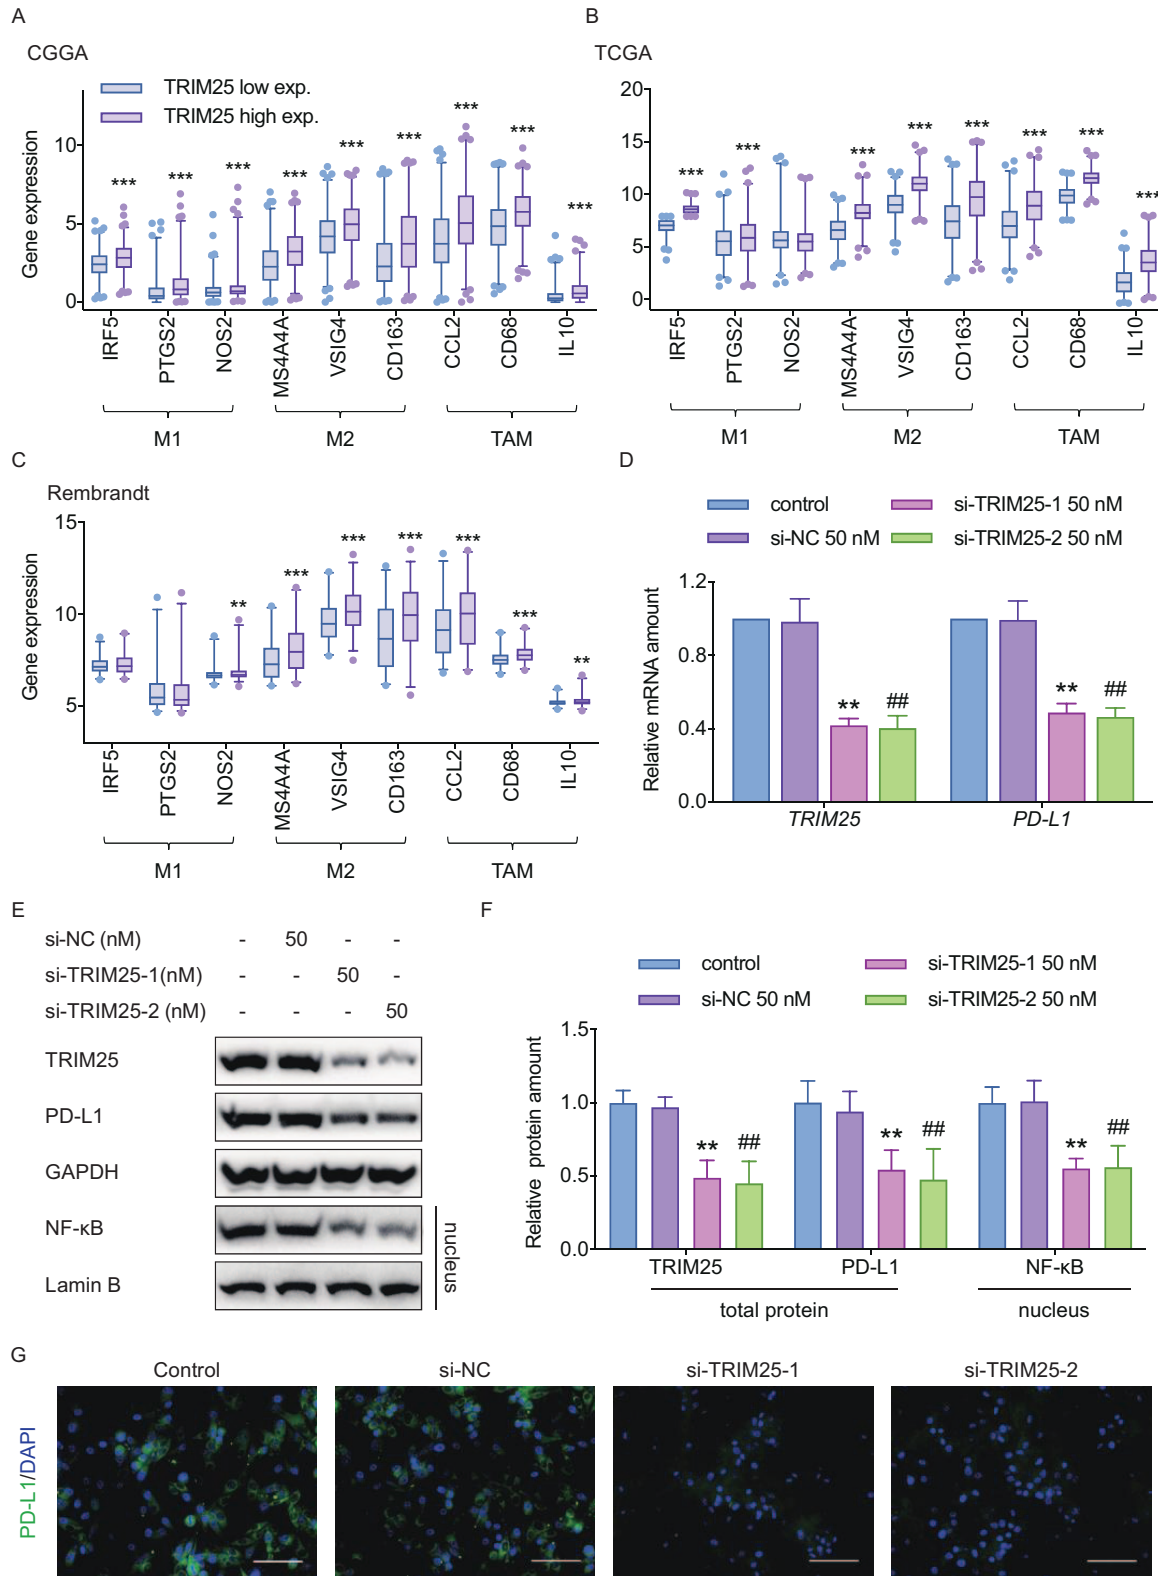 A
CGGA
TRIM25 low exp.
TRIM25 high exp.
Gene expression
10
5
0
*** *** *** *** *** *** *** *** ***
IRF5 PTGS2 NOS2 MS4A4A VSIG4 CD163 CCL2 CD68 IL10
M1 M2 TAM
B
TCGA
20
15
10
5
0
*** *** *** *** *** *** *** ***
IRF5 PTGS2 NOS2 MS4A4A VSIG4 CD163 CCL2 CD68 IL10
M1 M2 TAM
C
Rembrandt
Gene expression
15
10
5
** *** *** *** *** *** **
IRF5 PTGS2 NOS2 MS4A4A VSIG4 CD163 CCL2 CD68 IL10
M1 M2 TAM
D
control si-TRIM25-1 50 nM
si-NC 50 nM si-TRIM25-2 50 nM
Relative mRNA amount
1.2
0.8
0.4
0.0
** ## ** ##
TRIM25 PD-L1
E
si-NC (nM) - 50 - -
si-TRIM25-1(nM) - - 50 -
si-TRIM25-2 (nM) - - - 50
TRIM25
PD-L1
GAPDH
NF-κB
Lamin B
nucleus
F
control si-TRIM25-1 50 nM
si-NC 50 nM si-TRIM25-2 50 nM
Relative protein amount
1.5
1.0
0.5
0.0
** ## ** ## ** ##
TRIM25 PD-L1 NF-κB
total protein nucleus
G
Control si-NC si-TRIM25-1 si-TRIM25-2
PD-L1/DAPI